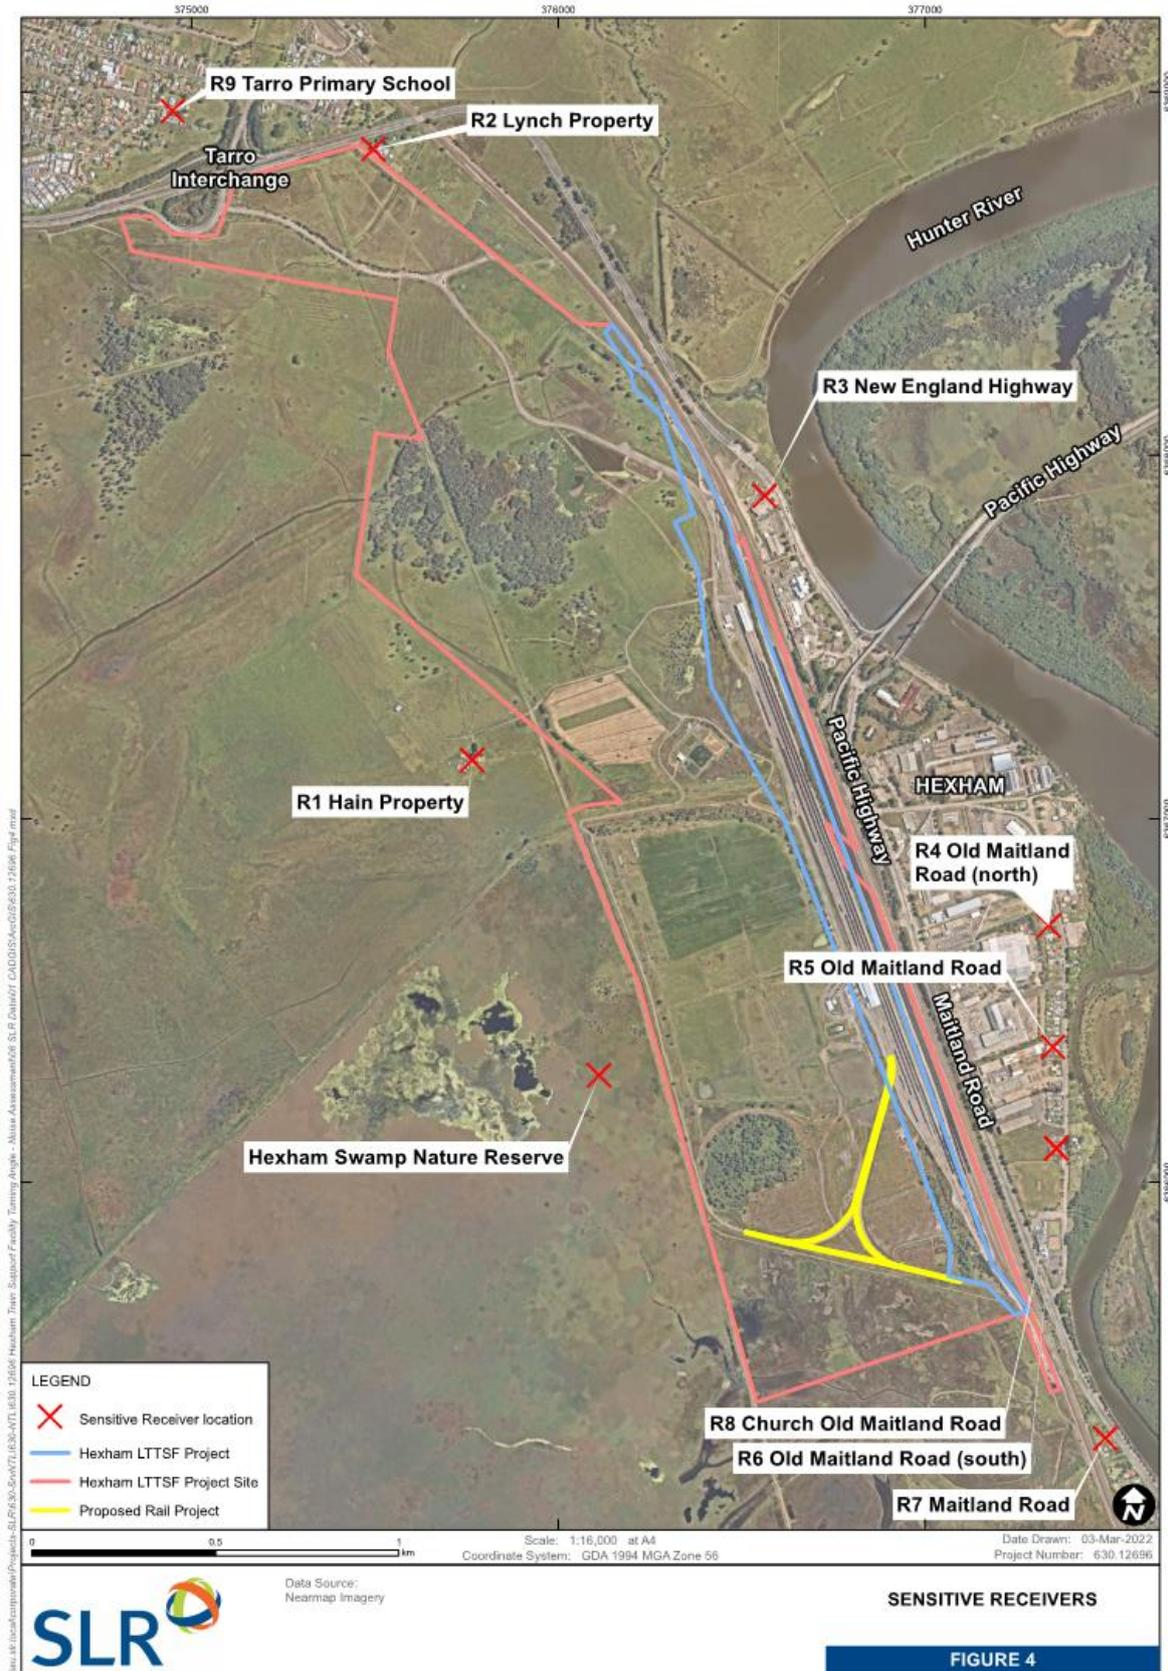 375000
376000
377000
R9 Tarro Primary School
R2 Lynch Property
Tarro
Interchange
Hunter River
R3 New England Highway
Pacific Highway
R1 Hain Property
Pacific Highway
HEXHAM
R4 Old Maitland
Road (north)
R5 Old Maitland Road
Maitland Road
Hexham Swamp Nature Reserve
R8 Church Old Maitland Road
R6 Old Maitland Road (south)
R7 Maitland Road
N
LEGEND
Sensitive Receiver location
Hexham LTTSF Project
Hexham LTTSF Project Site
Proposed Rail Project
0
0.5
1
km
Scale: 1:16,000 at A4
Coordinate System: GDA 1994 MGA Zone 56
Date Drawn: 03-Mar-2022
Project Number: 630.12696
SLR
Data Source:
Nearmap Imagery
SENSITIVE RECEIVERS
FIGURE 4